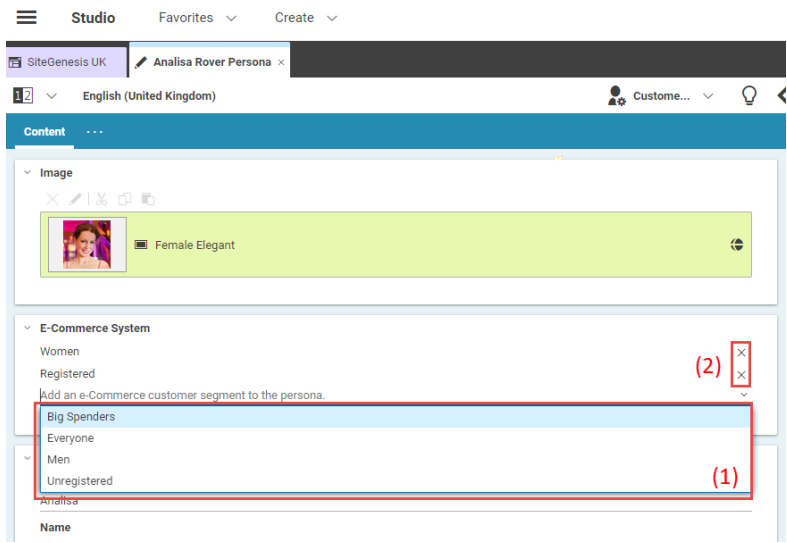 Studio Favorites Create
SiteGenesis UK Analisa Rover Persona ×
12 English (United Kingdom) Custome...
Content ...
Image
Female Elegant
E-Commerce System
Women
Registered
(2)
Add an e-Commerce customer segment to the persona.
Big Spenders
Everyone
Men
Unregistered
(1)
Analisa
Name